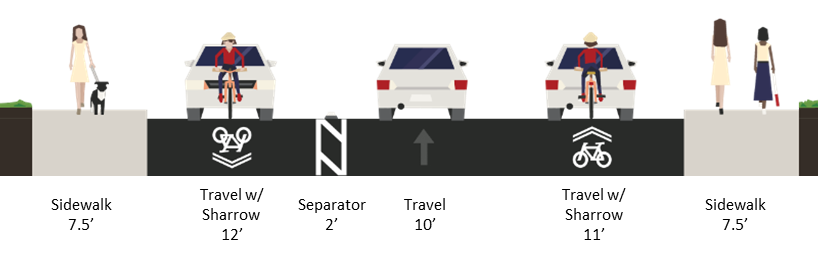 Sidewalk
7.5’
Travel w/
Sharrow
12’
Separator
2’
Travel
10’
Travel w/
Sharrow
11’
Sidewalk
7.5’